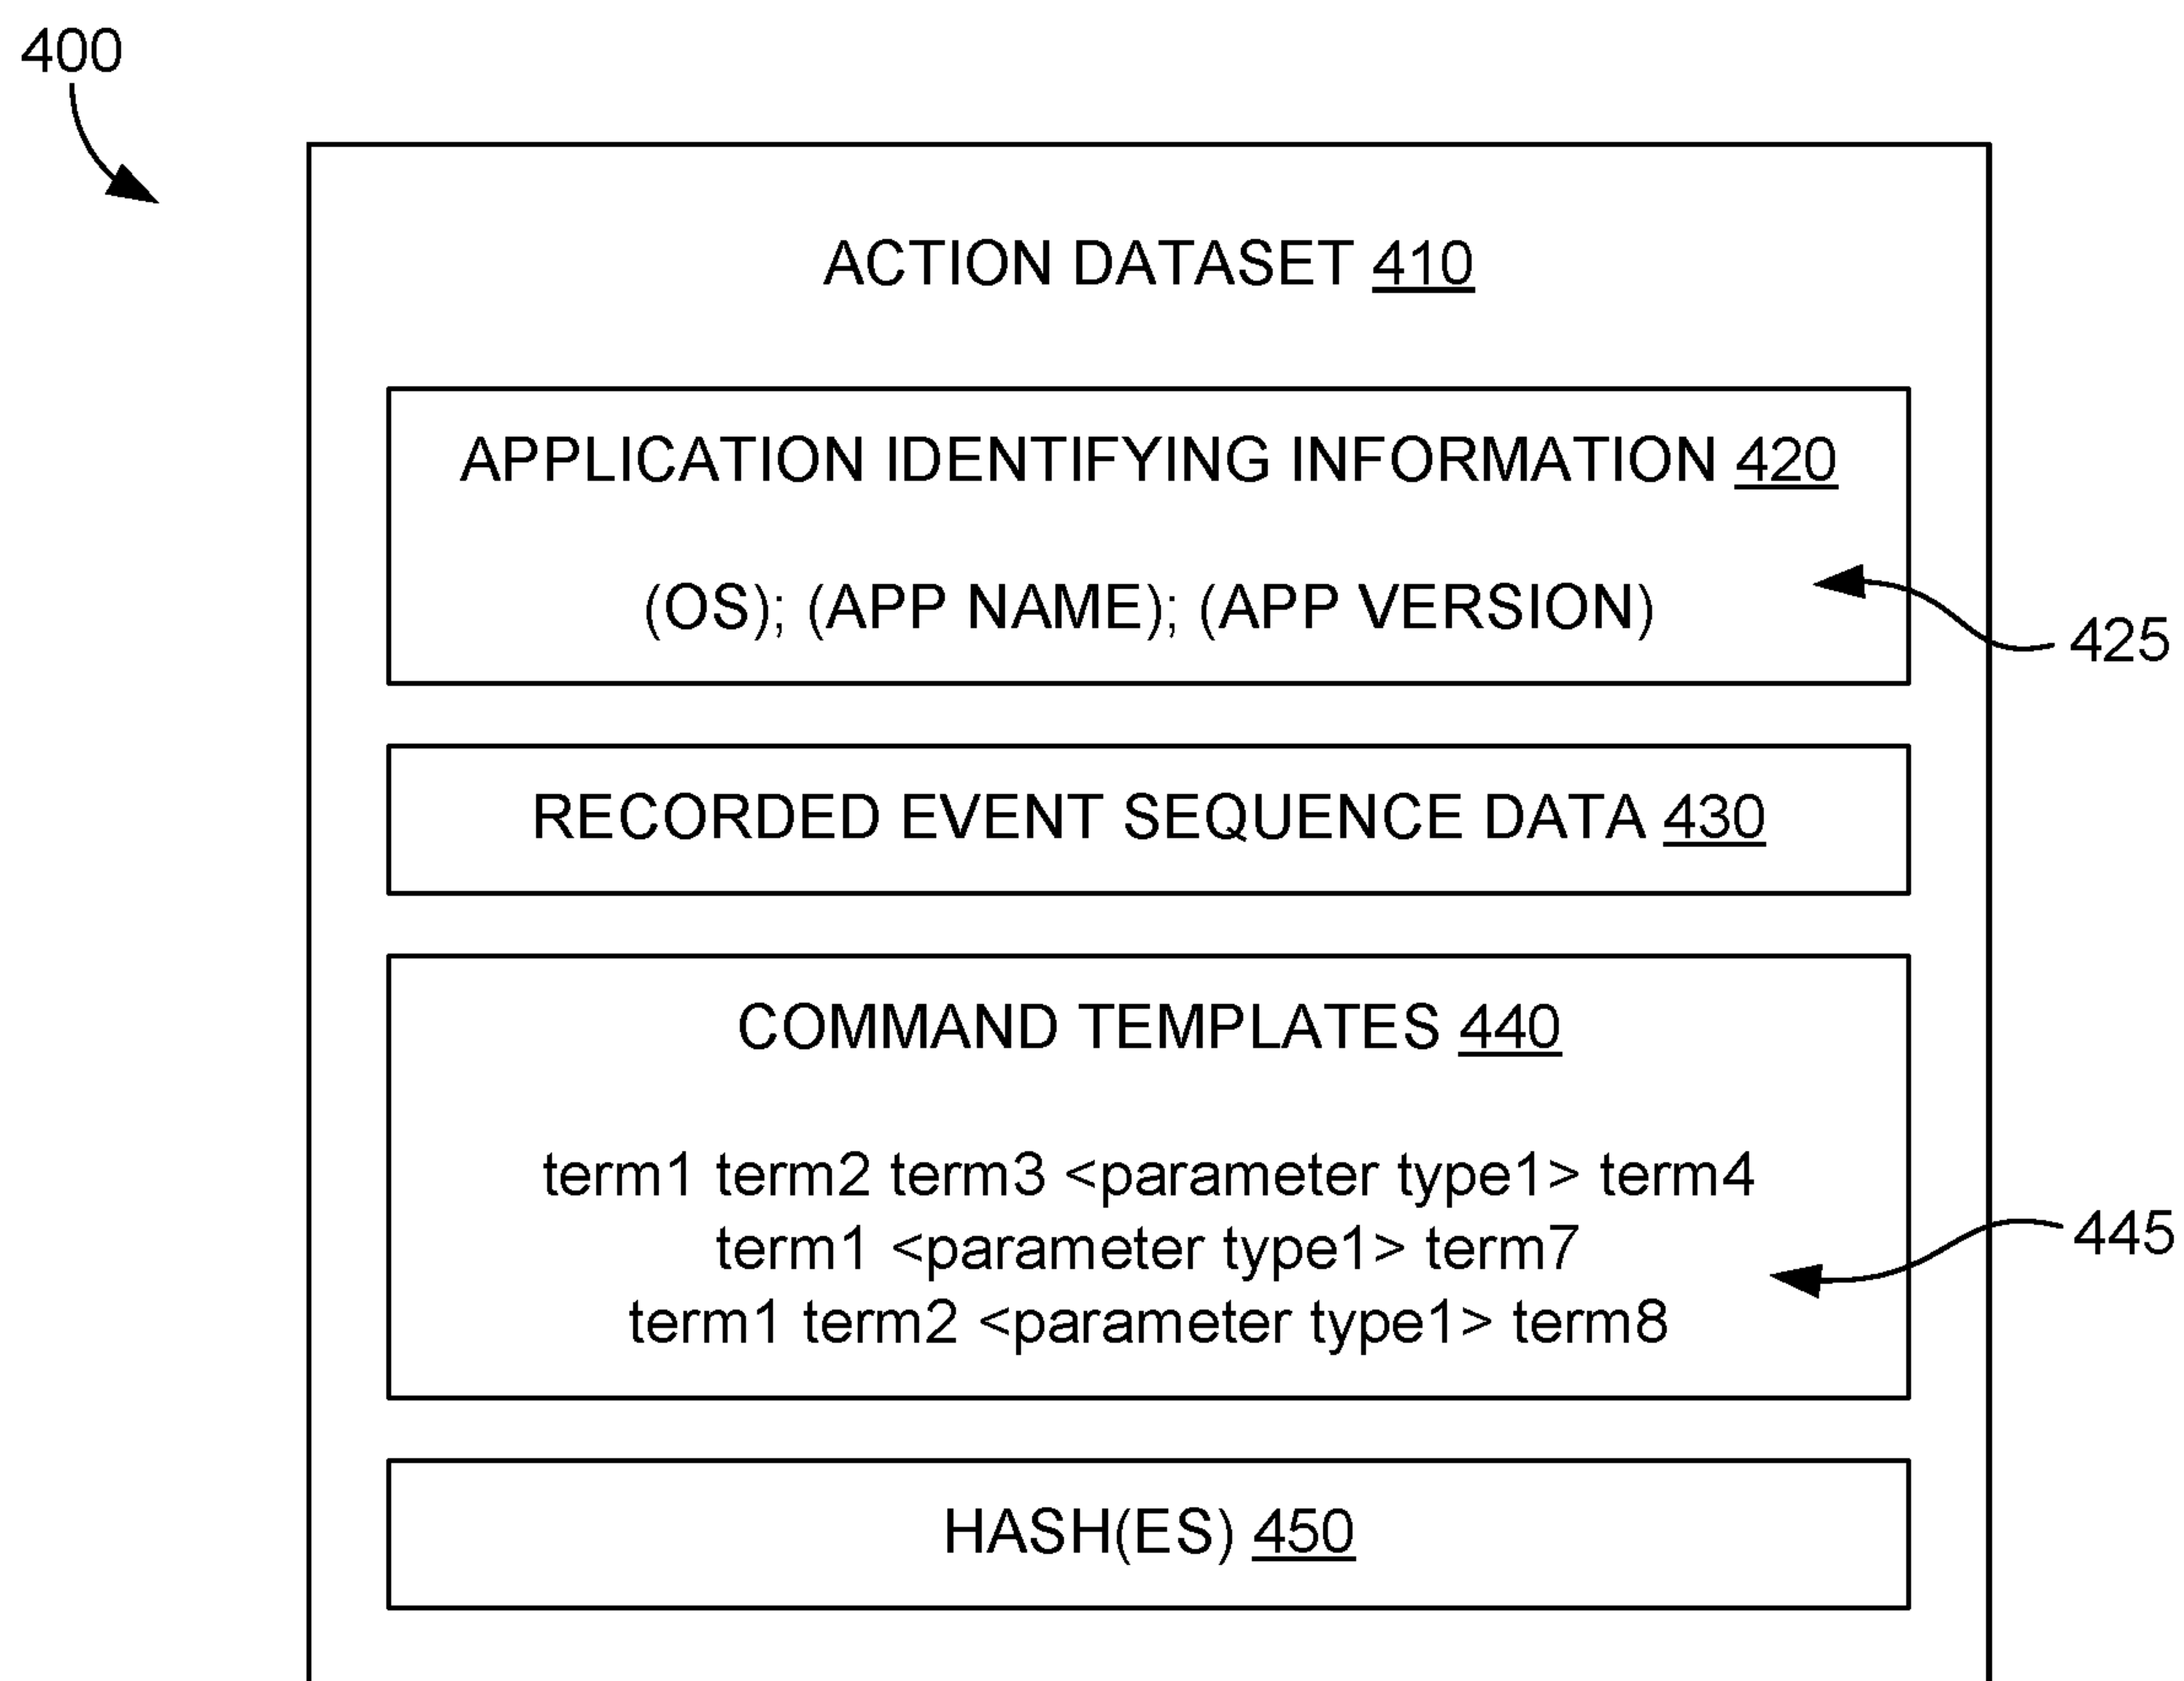 400
ACTION DATASET 410
APPLICATION IDENTIFYING INFORMATION 420
(OS); (APP NAME); (APP VERSION)
425
RECORDED EVENT SEQUENCE DATA 430
COMMAND TEMPLATES 440
term1 term2 term3 <parameter type1> term4
term1 <parameter type1> term7
445
term1 term2 <parameter type1> term8
HASH(ES) 450